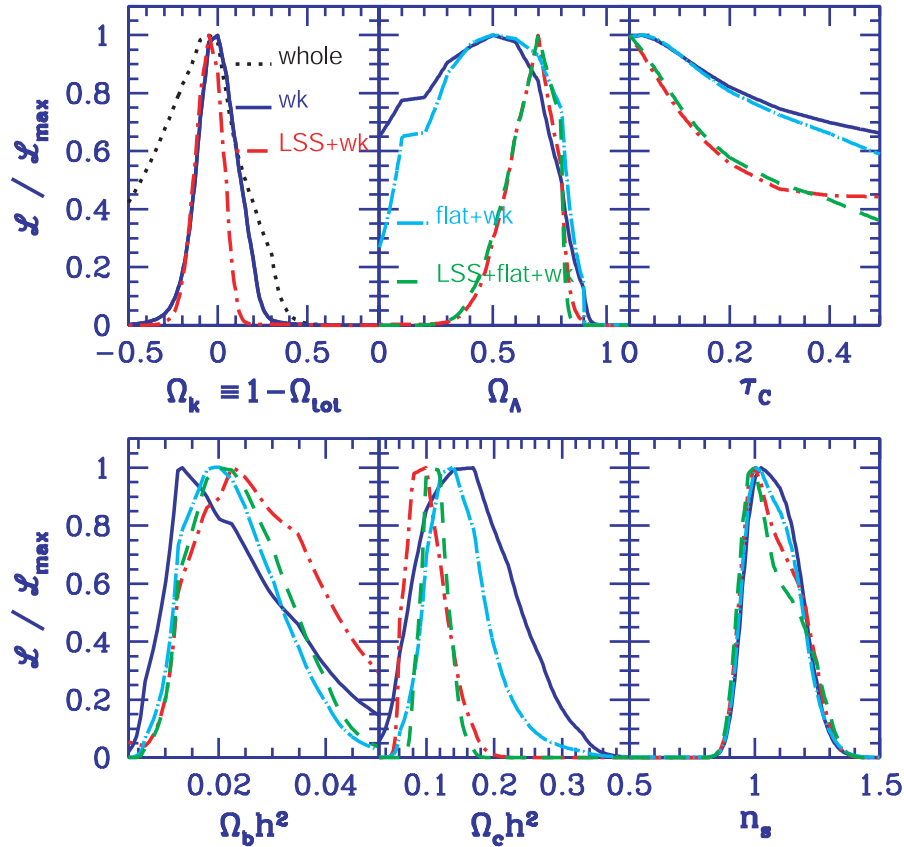 ℒ / ℒmax
1
0.8
0.6
0.4
0.2
0
whole
wk
LSS+wk
flat+wk
LSS+flat+wk
−0.5 0 0.5 0 0.5 1 0 0.2 0.4
Ωk ≡ 1−Ωtot ΩΛ τC
ℒ / ℒmax
1
0.8
0.6
0.4
0.2
0
0.02 0.04 0.1 0.2 0.3 0.5 1 1.5
Ωbh² Ωch² ns